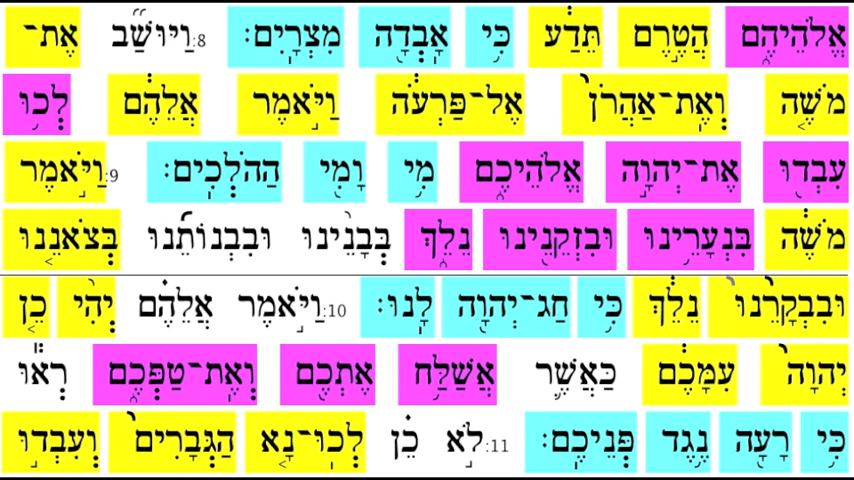 אֱלֹהֵיהֶ֑ם הֲטֶ֣רֶם תֵּדַ֔ע כִּ֥י אָבְדָ֖ה מִצְרָֽיִם׃ 8׃וַיּוּשַׁ֞ב אֶת־
מֹשֶׁ֤ה וְאֶֽת־אַהֲרֹן֙ אֶל־פַּרְעֹ֔ה וַיֹּ֣אמֶר אֲלֵהֶ֔ם לְכ֥וּ
עִבְד֖וּ אֶת־יְהוָ֣ה אֱלֹהֵיכֶ֑ם מִ֥י וָמִ֖י הַהֹלְכִֽים׃ 9׃וַיֹּ֣אמֶר
מֹשֶׁ֔ה בִּנְעָרֵ֥ינוּ וּבִזְקֵנֵ֖ינוּ נֵלֵ֑ךְ בְּבָנֵ֨ינוּ וּבִבְנוֹתֵ֜נוּ בְּצֹאנֵ֤נוּ
וּבִבְקָרֵ֙נוּ֙ נֵלֵ֔ךְ כִּ֥י חַג־יְהוָ֖ה לָֽנוּ׃ 10׃וַיֹּ֣אמֶר אֲלֵהֶ֗ם יְהִ֨י כֵ֤ן
יְהוָה֙ עִמָּכֶ֔ם כַּאֲשֶׁ֛ר אֲשַׁלַּ֥ח אֶתְכֶ֖ם וְאֶֽת־טַפְּכֶ֑ם רְא֕וּ
כִּ֥י רָעָ֖ה נֶ֥גֶד פְּנֵיכֶֽם׃ 11׃לֹ֣א כֵ֗ן לְכֽוּ־נָ֤א הַגְּבָרִים֙ וְעִבְד֣וּ